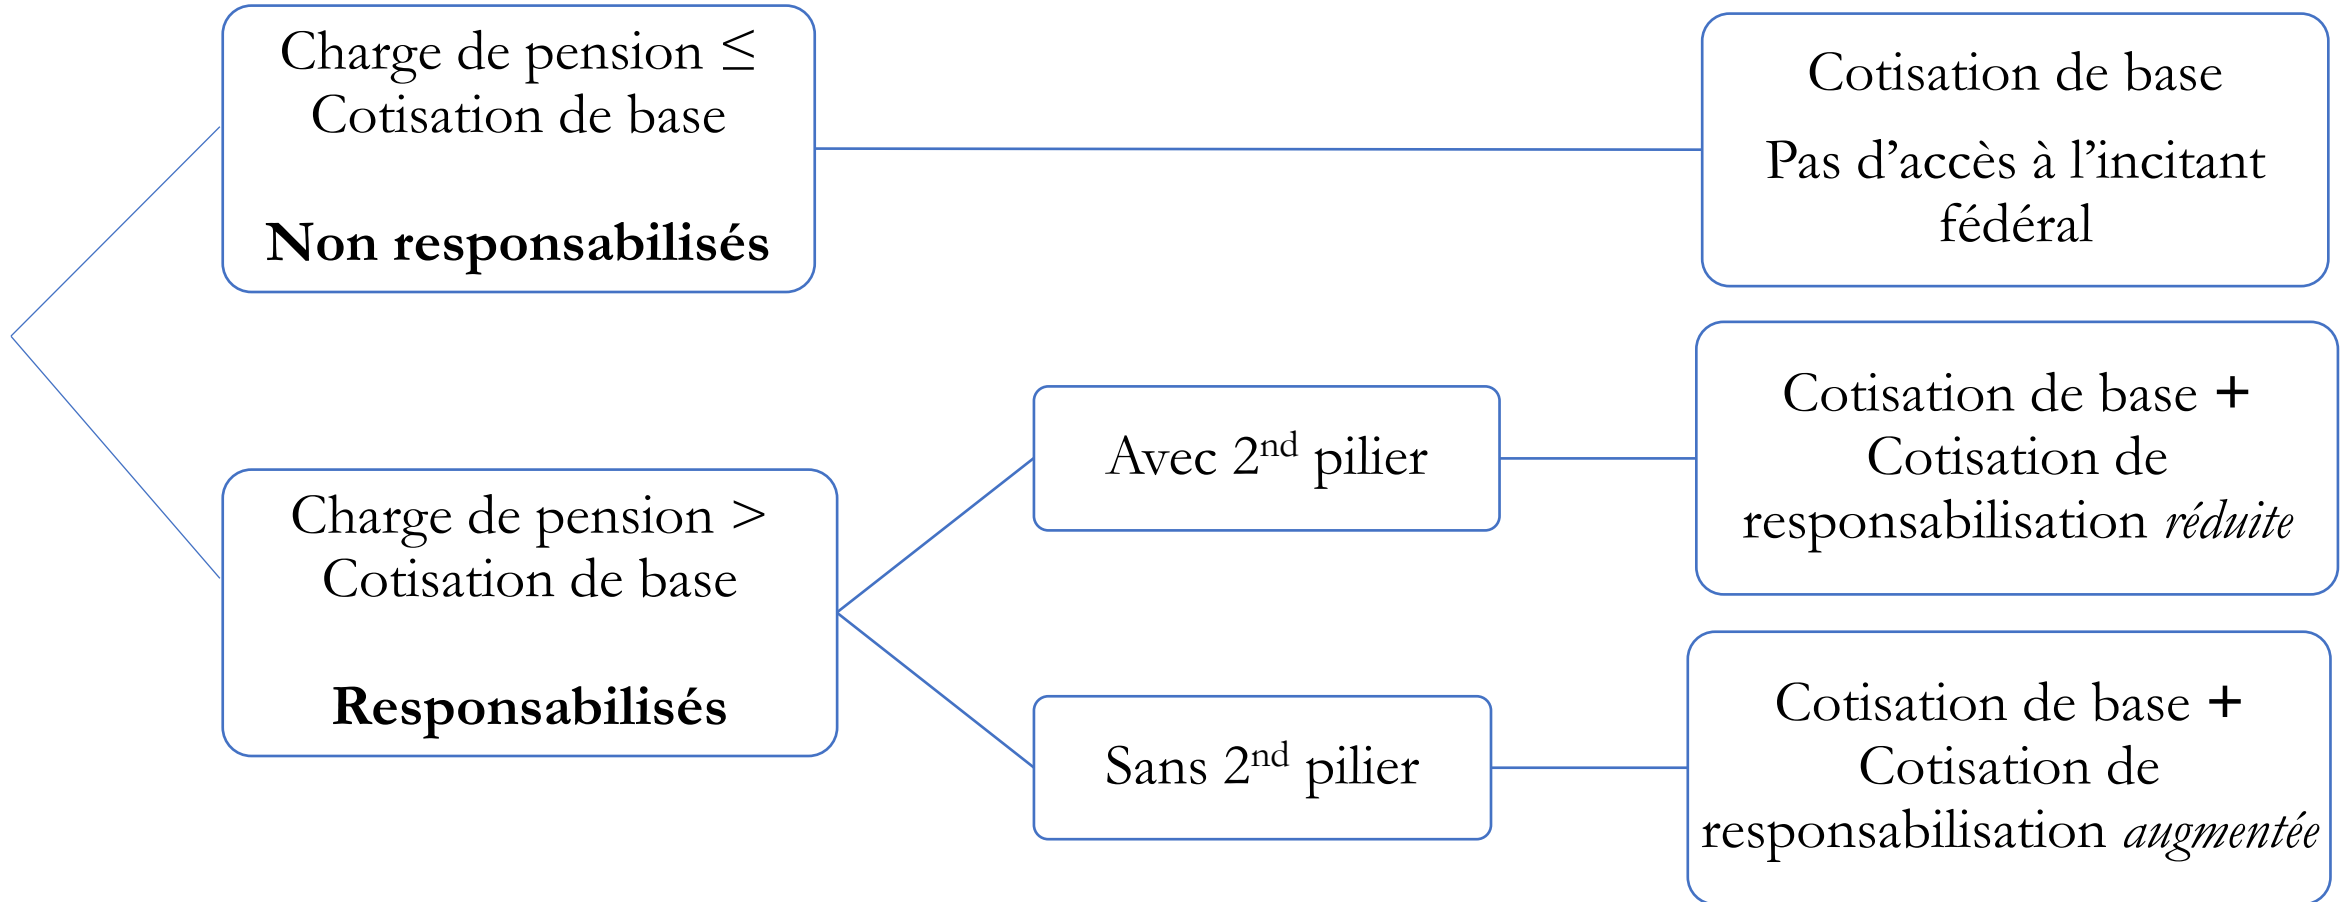 Charge de pension ≤
Cotisation de base
Non responsabilisés
Cotisation de base
Pas d’accès à l’incitant
fédéral
Charge de pension >
Cotisation de base
Responsabilisés
Avec 2nd pilier
Cotisation de base +
Cotisation de
responsabilisation réduite
Sans 2nd pilier
Cotisation de base +
Cotisation de
responsabilisation augmentée